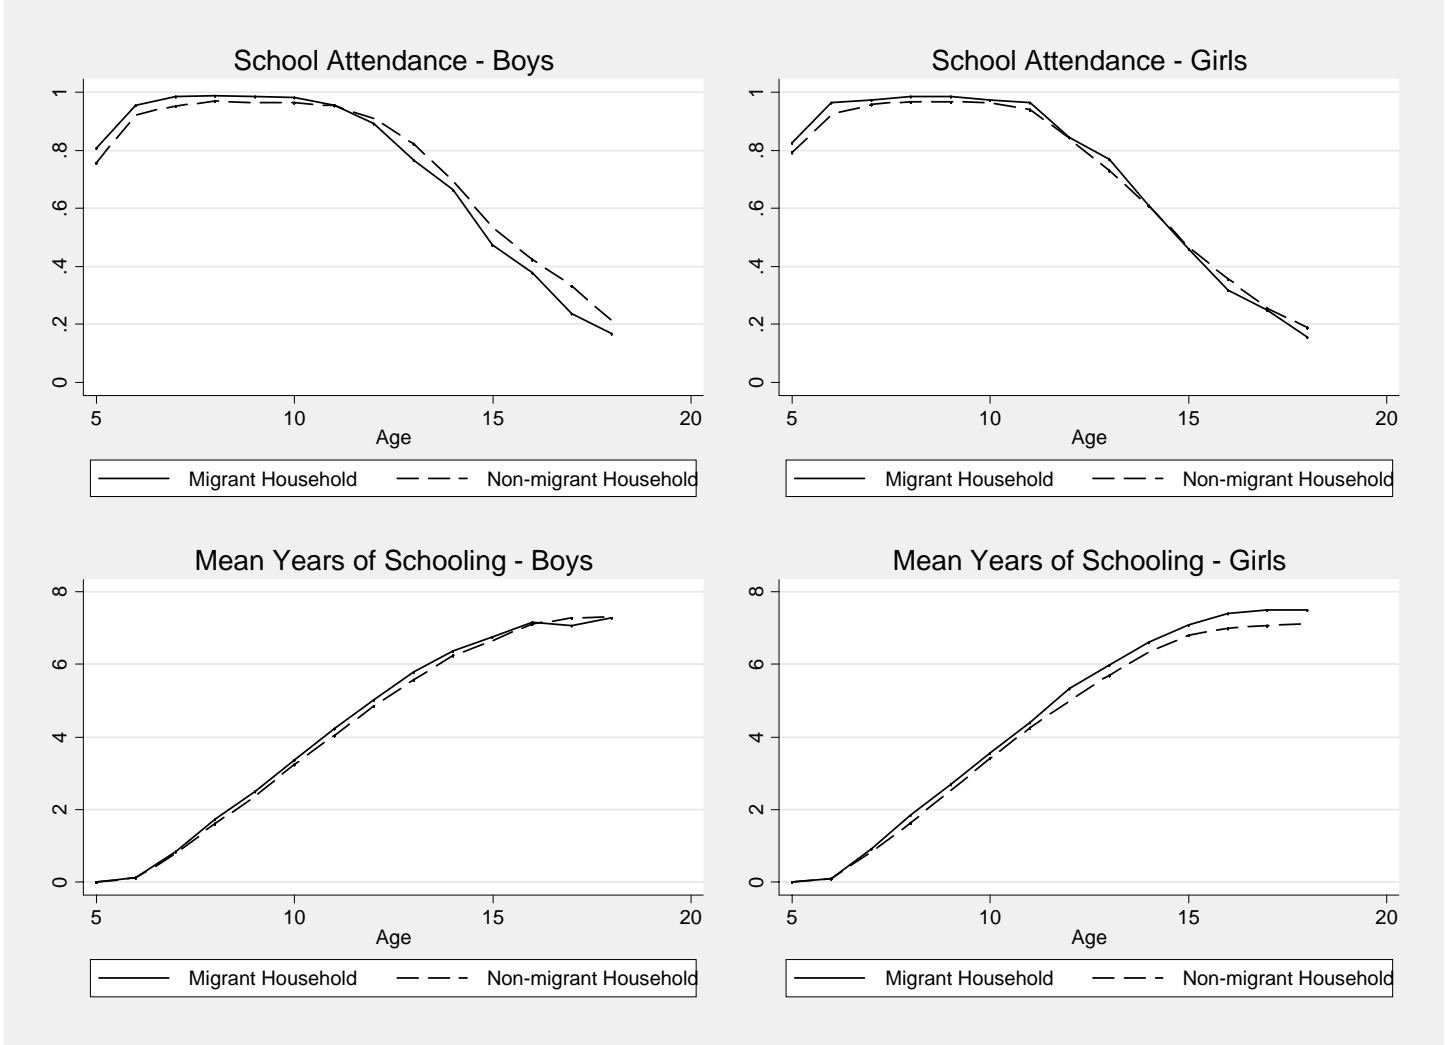 School Attendance - Boys
1
.8
.6
.4
.2
0
5 10 15 20
Age
Migrant Household Non-migrant Household
School Attendance - Girls
1
.8
.6
.4
.2
0
5 10 15 20
Age
Migrant Household Non-migrant Household
Mean Years of Schooling - Boys
8
6
4
2
0
5 10 15 20
Age
Migrant Household Non-migrant Household
Mean Years of Schooling - Girls
8
6
4
2
0
5 10 15 20
Age
Migrant Household Non-migrant Household